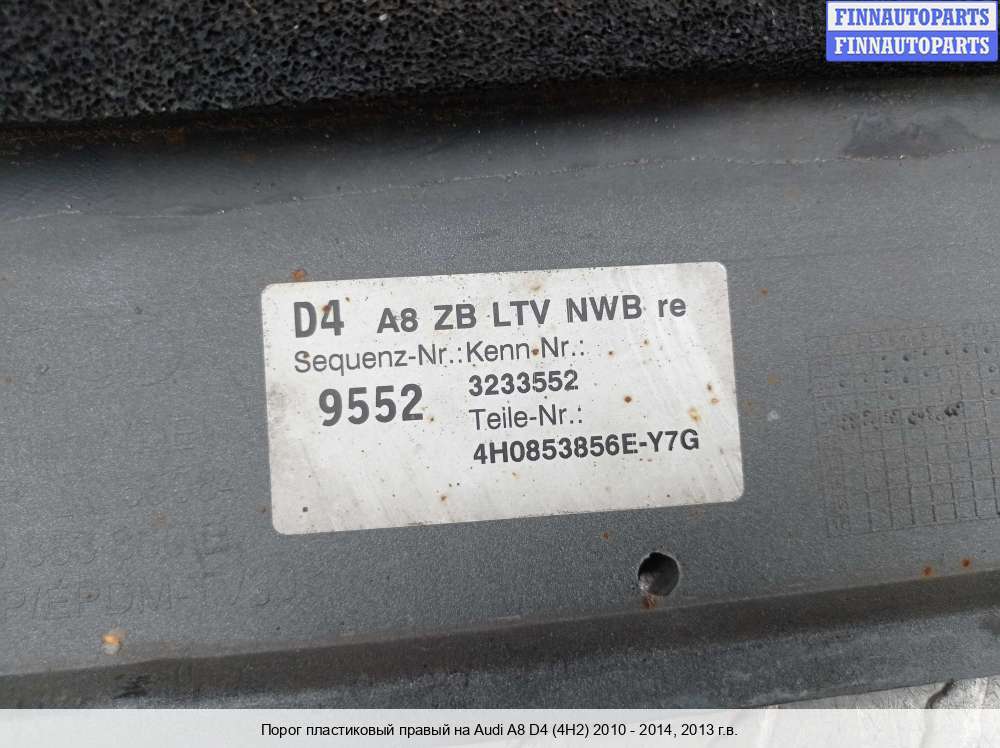 FINNAUTOPARTS
FINNAUTOPARTS
D4 A8 ZB LTV NWB re
Sequenz-Nr.: Kenn-Nr.:
9552 3233552
Teile-Nr.:
4H0853856E-Y7G
Порог пластиковый правый на Audi A8 D4 (4H2) 2010 - 2014, 2013 г.в.